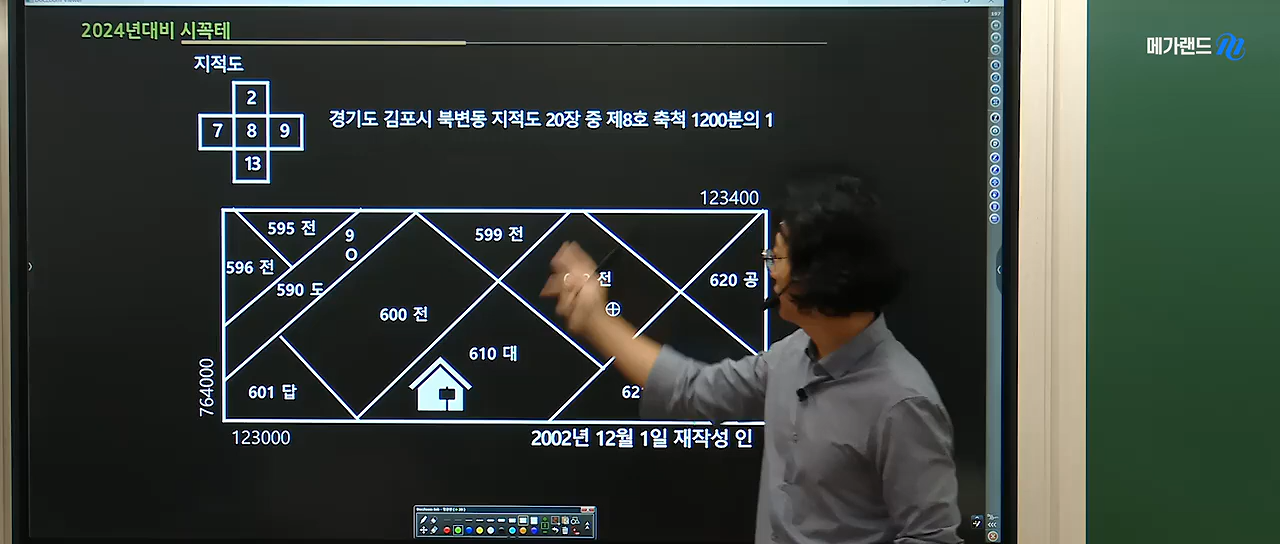 2024년대비 시꼭테
메가랜드
지적도
2
7 8 9
13
경기도 김포시 북변동 지적도 20장 중 제8호 축척 1200분의 1
123400
595 전
9
599 전
596 전
전
620 공
590 도
600 전
610 대
601 답
764000
123000
2002년 12월 1일 재작성 인